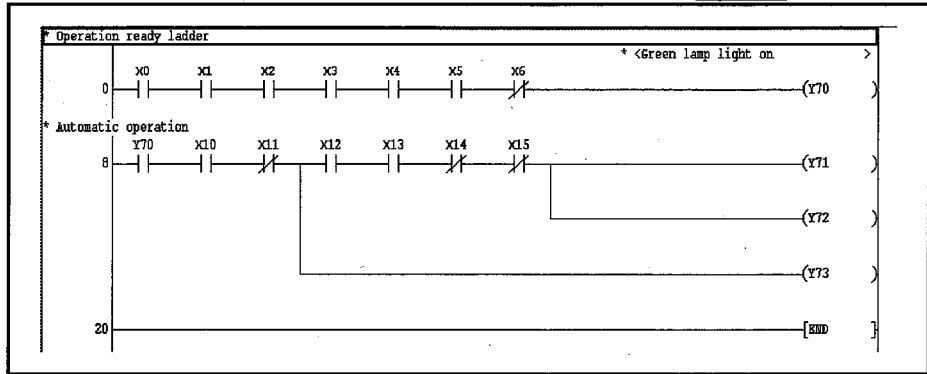 * Operation ready ladder
* <Green lamp light on >
X0 X1 X2 X3 X4 X5 X6
0 (Y70 )
* Automatic operation
Y70 X10 X11 X12 X13 X14 X15
8 (Y71 )
(Y72 )
(Y73 )
20 [END ]